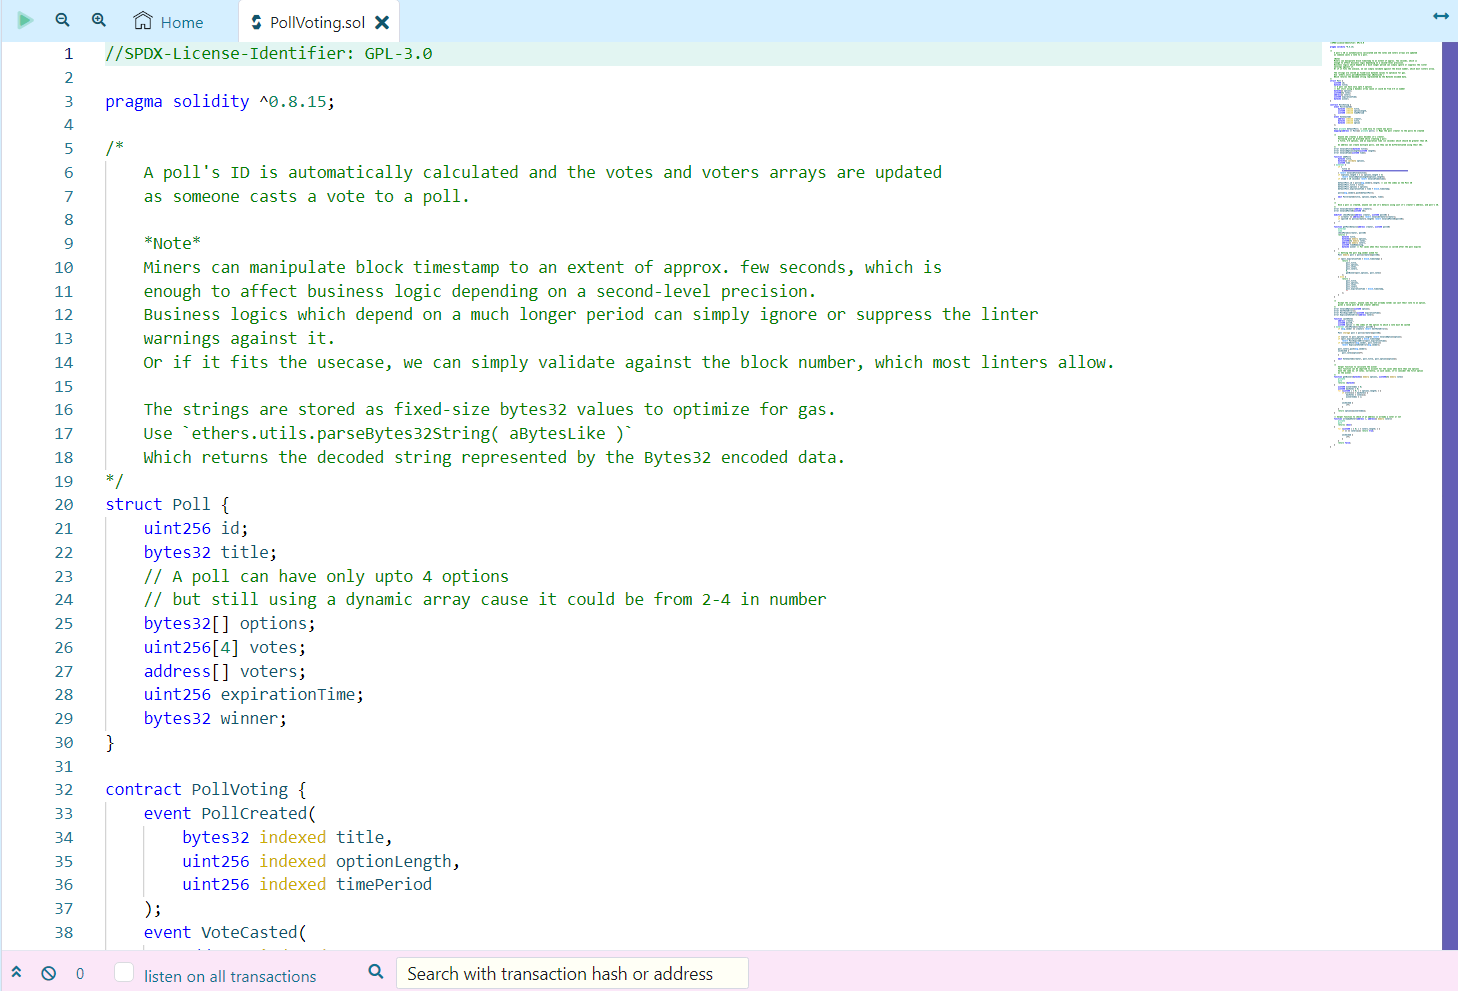 Home
PollVoting.sol
1 //SPDX-License-Identifier: GPL-3.0
2
3 pragma solidity ^0.8.15;
4
5 /*
6 A poll's ID is automatically calculated and the votes and voters arrays are updated
7 as someone casts a vote to a poll.
8
9 *Note*
10 Miners can manipulate block timestamp to an extent of approx. few seconds, which is
11 enough to affect business logic depending on a second-level precision.
12 Business logics which depend on a much longer period can simply ignore or suppress the linter
13 warnings against it.
14 Or if it fits the usecase, we can simply validate against the block number, which most linters allow.
15
16 The strings are stored as fixed-size bytes32 values to optimize for gas.
17 Use `ethers.utils.parseBytes32String( aBytesLike )`
18 Which returns the decoded string represented by the Bytes32 encoded data.
19 */
20 struct Poll {
21 uint256 id;
22 bytes32 title;
23 // A poll can have only upto 4 options
24 // but still using a dynamic array cause it could be from 2-4 in number
25 bytes32[] options;
26 uint256[4] votes;
27 address[] voters;
28 uint256 expirationTime;
29 bytes32 winner;
30 }
31
32 contract PollVoting {
33 event PollCreated(
34 bytes32 indexed title,
35 uint256 indexed optionLength,
36 uint256 indexed timePeriod
37 );
38 event VoteCasted(
0 listen on all transactions Search with transaction hash or address